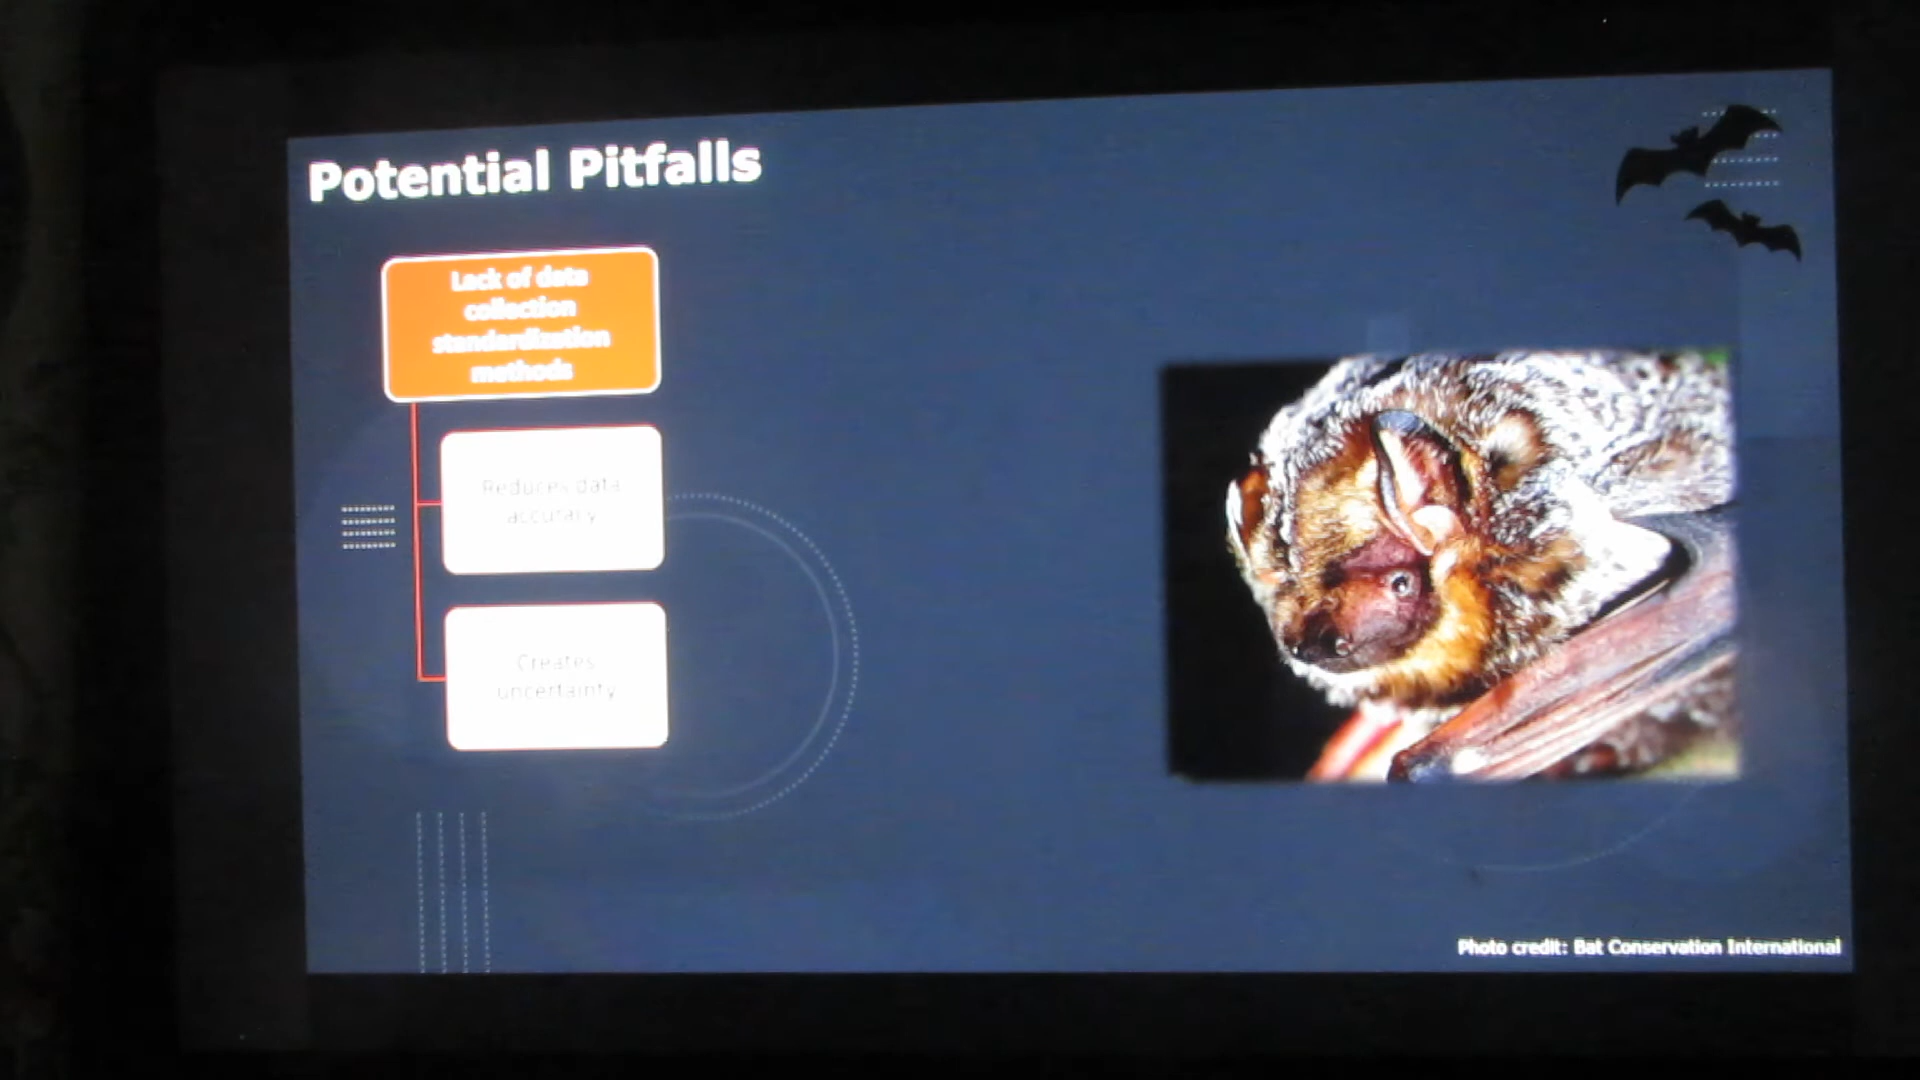 Potential Pitfalls
Lack of data
collection
standardization
methods
Reduces data
accuracy
Creates
uncertainty
Photo credit: Bat Conservation International